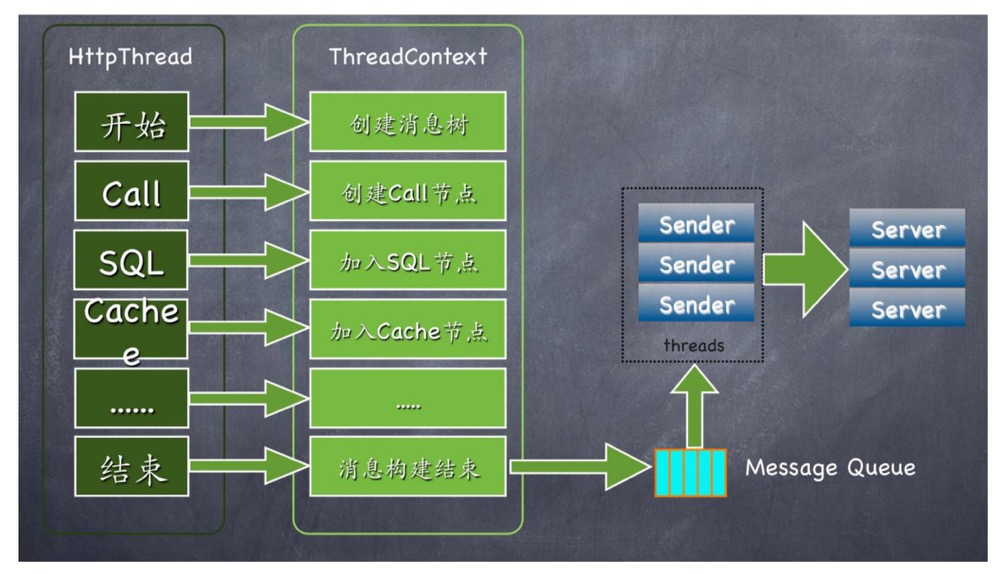 HttpThread
ThreadContext
开始
创建消息树
Call
创建Call节点
SQL
加入SQL节点
Cache
e
加入Cache节点
......
.....
结束
消息构建结束
Sender
Sender
Sender
threads
Server
Server
Server
Message Queue